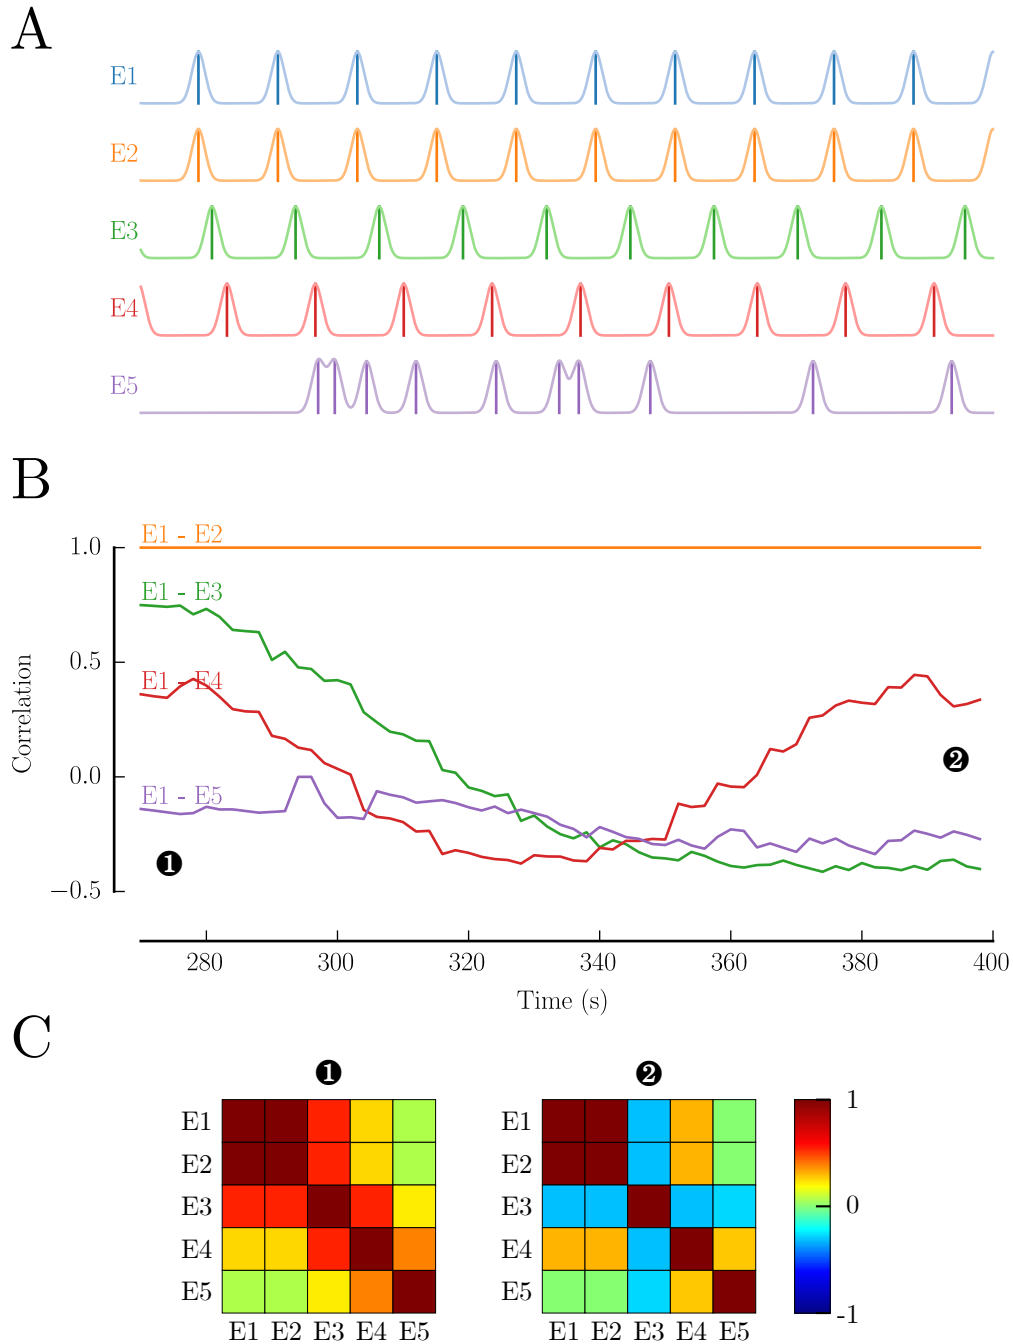 A
E1
E2
E3
E4
E5
B
E1 - E2
1.0
E1 - E3
0.5
E1 - E4
Correlation
0.0
❷
E1 - E5
❶
−0.5
280 300 320 340 360 380 400
Time (s)
C
❶ ❷
E1 E1 1
E2 E2
E3 E3 0
E4 E4
E5 E5 -1
E1 E2 E3 E4 E5 E1 E2 E3 E4 E5